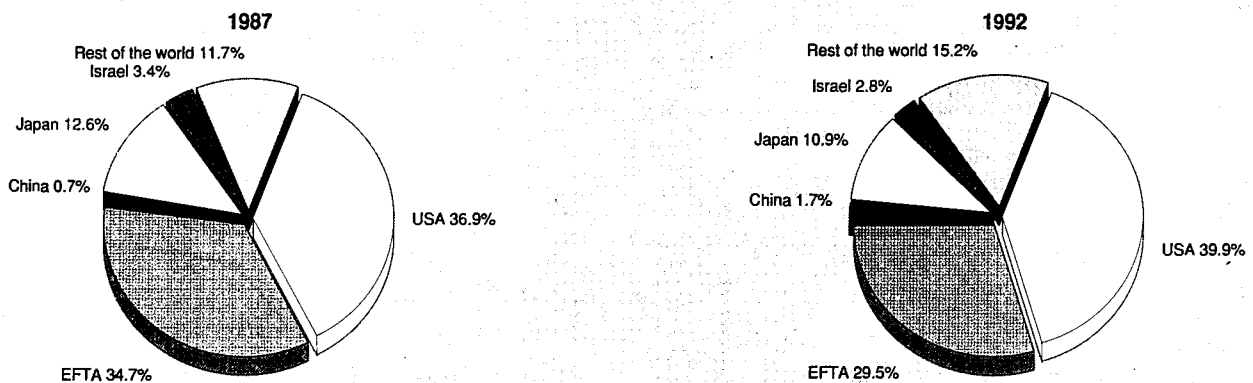 1987
Rest of the world 11.7%
Israel 3.4%
Japan 12.6%
China 0.7%
USA 36.9%
EFTA 34.7%
1992
Rest of the world 15.2%
Israel 2.8%
Japan 10.9%
China 1.7%
USA 39.9%
EFTA 29.5%